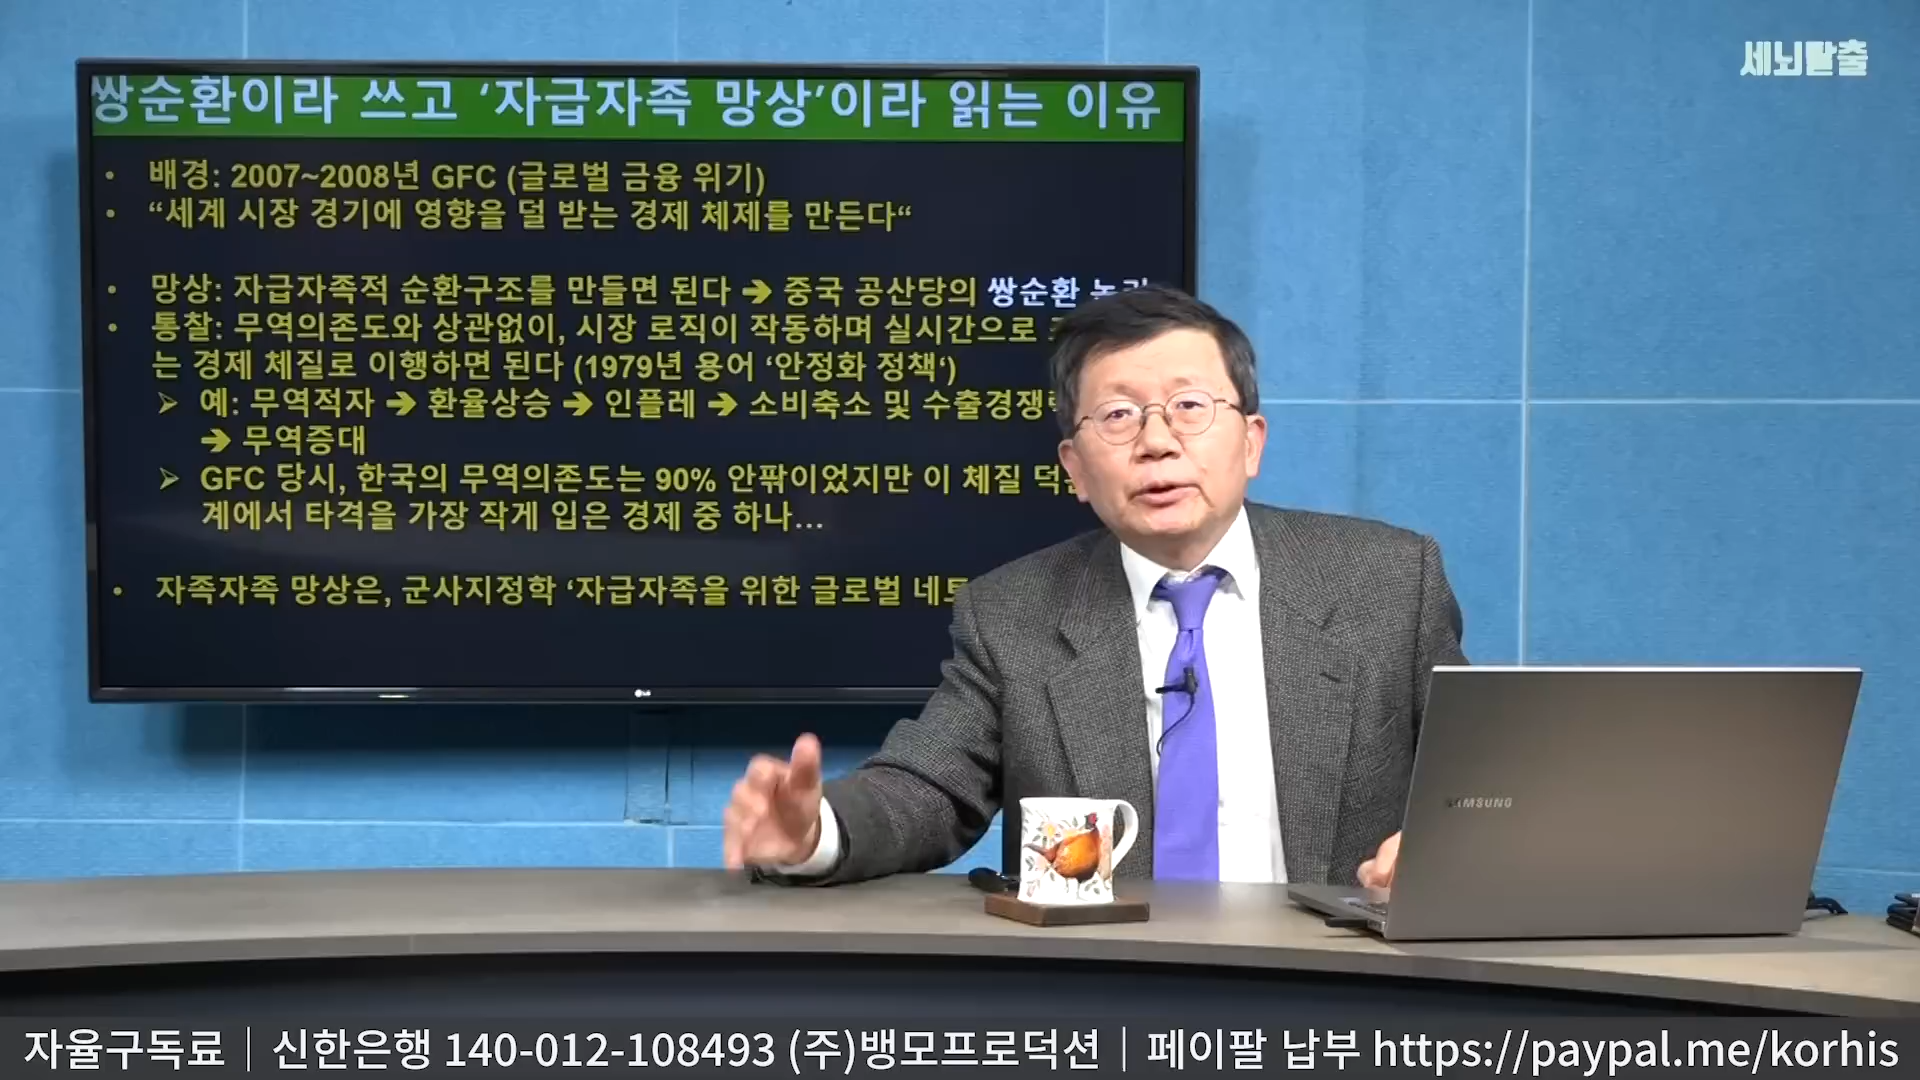 세뇌탈출
쌍순환이라 쓰고 ‘자급자족 망상’이라 읽는 이유
• 배경: 2007~2008년 GFC (글로벌 금융 위기)
• “세계 시장 경기에 영향을 덜 받는 경제 체제를 만든다“
• 망상: 자급자족적 순환구조를 만들면 된다 ➔ 중국 공산당의 쌍순환
• 통찰: 무역의존도와 상관없이, 시장 로직이 작동하며 실시간으로
는 경제 체질로 이행하면 된다 (1979년 용어 ‘안정화 정책‘)
➢ 예: 무역적자 ➔ 환율상승 ➔ 인플레 ➔ 소비축소 및 수출경쟁
➔ 무역증대
➢ GFC 당시, 한국의 무역의존도는 90% 안팎이었지만 이 체질
계에서 타격을 가장 작게 입은 경제 중 하나...
• 자족자족 망상은, 군사지정학 ‘자급자족을 위한 글로벌
LG
SAMSUNG
자율구독료 | 신한은행 140-012-108493 (주)뱅모프로덕션 | 페이팔 납부 https://paypal.me/korhis